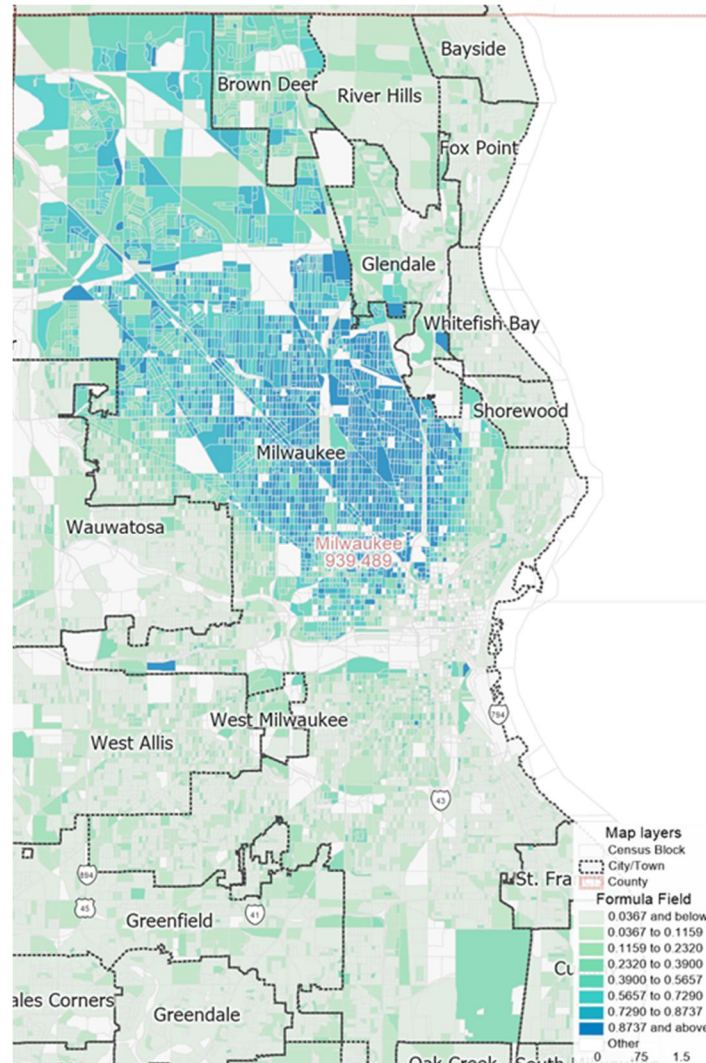 Bayside
Brown Deer
River Hills
Fox Point
Glendale
Whitefish Bay
Shorewood
Milwaukee
Wauwatosa
Milwaukee
939,489
West Milwaukee
West Allis
794
43
894
45
41
Greenfield
ales Corners
Greendale
St. Fra
Cu
Oak Creek
South
Map layers
Census Block
City/Town
County
Formula Field
0.0367 and below
0.0367 to 0.1159
0.1159 to 0.2320
0.2320 to 0.3900
0.3900 to 0.5657
0.5657 to 0.7290
0.7290 to 0.8737
0.8737 and above
Other
0 .75 1.5